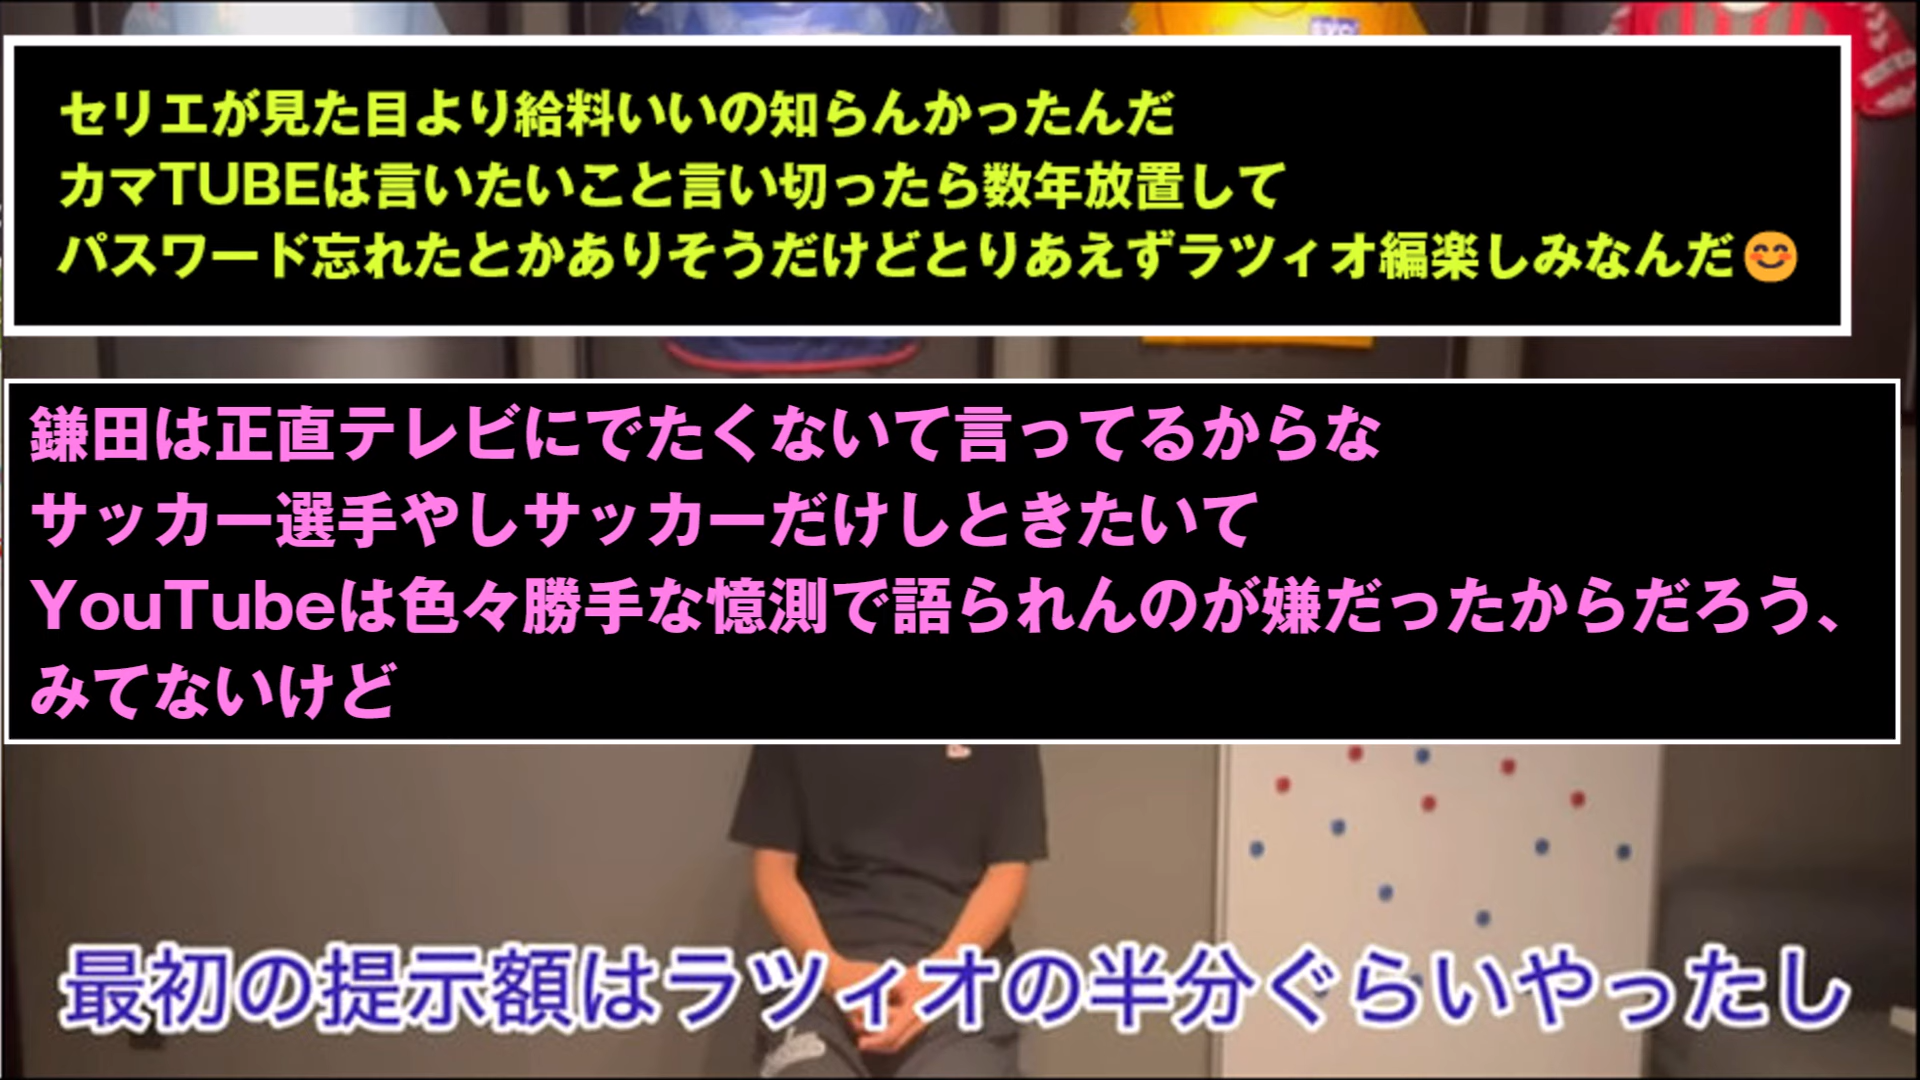 セリエが見た目より給料いいの知らんかったんだ
カマTUBEは言いたいこと言い切ったら数年放置して
パスワード忘れたとかありそうだけどとりあえずラツィオ編楽しみなんだ😊
鎌田は正直テレビにでたくないて言ってるからな
サッカー選手やしサッカーだけしときたいて
YouTubeは色々勝手な憶測で語られんのが嫌だったからだろう、
みてないけど
最初の提示額はラツィオの半分ぐらいやったし